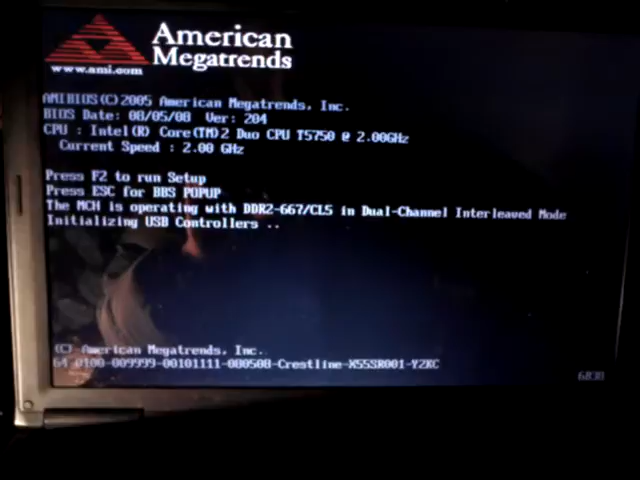 American
Megatrends
www.ami.com
AMIBIOS(C)2005 American Megatrends, Inc.
BIOS Date: 08/05/08 Ver: 204
CPU : Intel(R) Core(TM)2 Duo CPU T5750 @ 2.00GHz
Current Speed : 2.00 GHz
Press F2 to run Setup
Press ESC for BBS POPUP
The MCH is operating with DDR2-667/CL5 in Dual-Channel Interleaved Mode
Initializing USB Controllers ..
(C) American Megatrends, Inc.
64-0100-009999-00101111-080508-Crestline-X55SR001-Y2KC